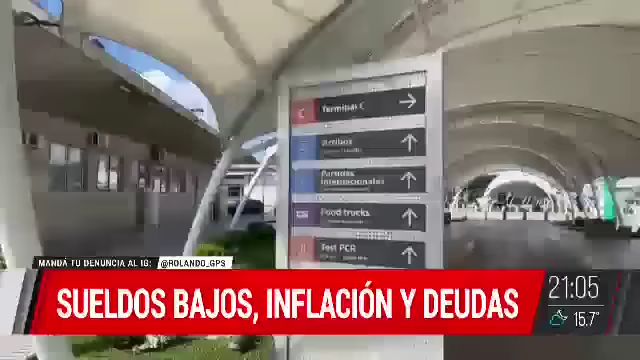 C Terminal C
Arribos
Partidas
Internacionales
Food trucks
Test PCR
MANDÁ TU DENUNCIA AL IG: @ROLANDO_GPS
SUELDOS BAJOS, INFLACIÓN Y DEUDAS
21:05
15.7°